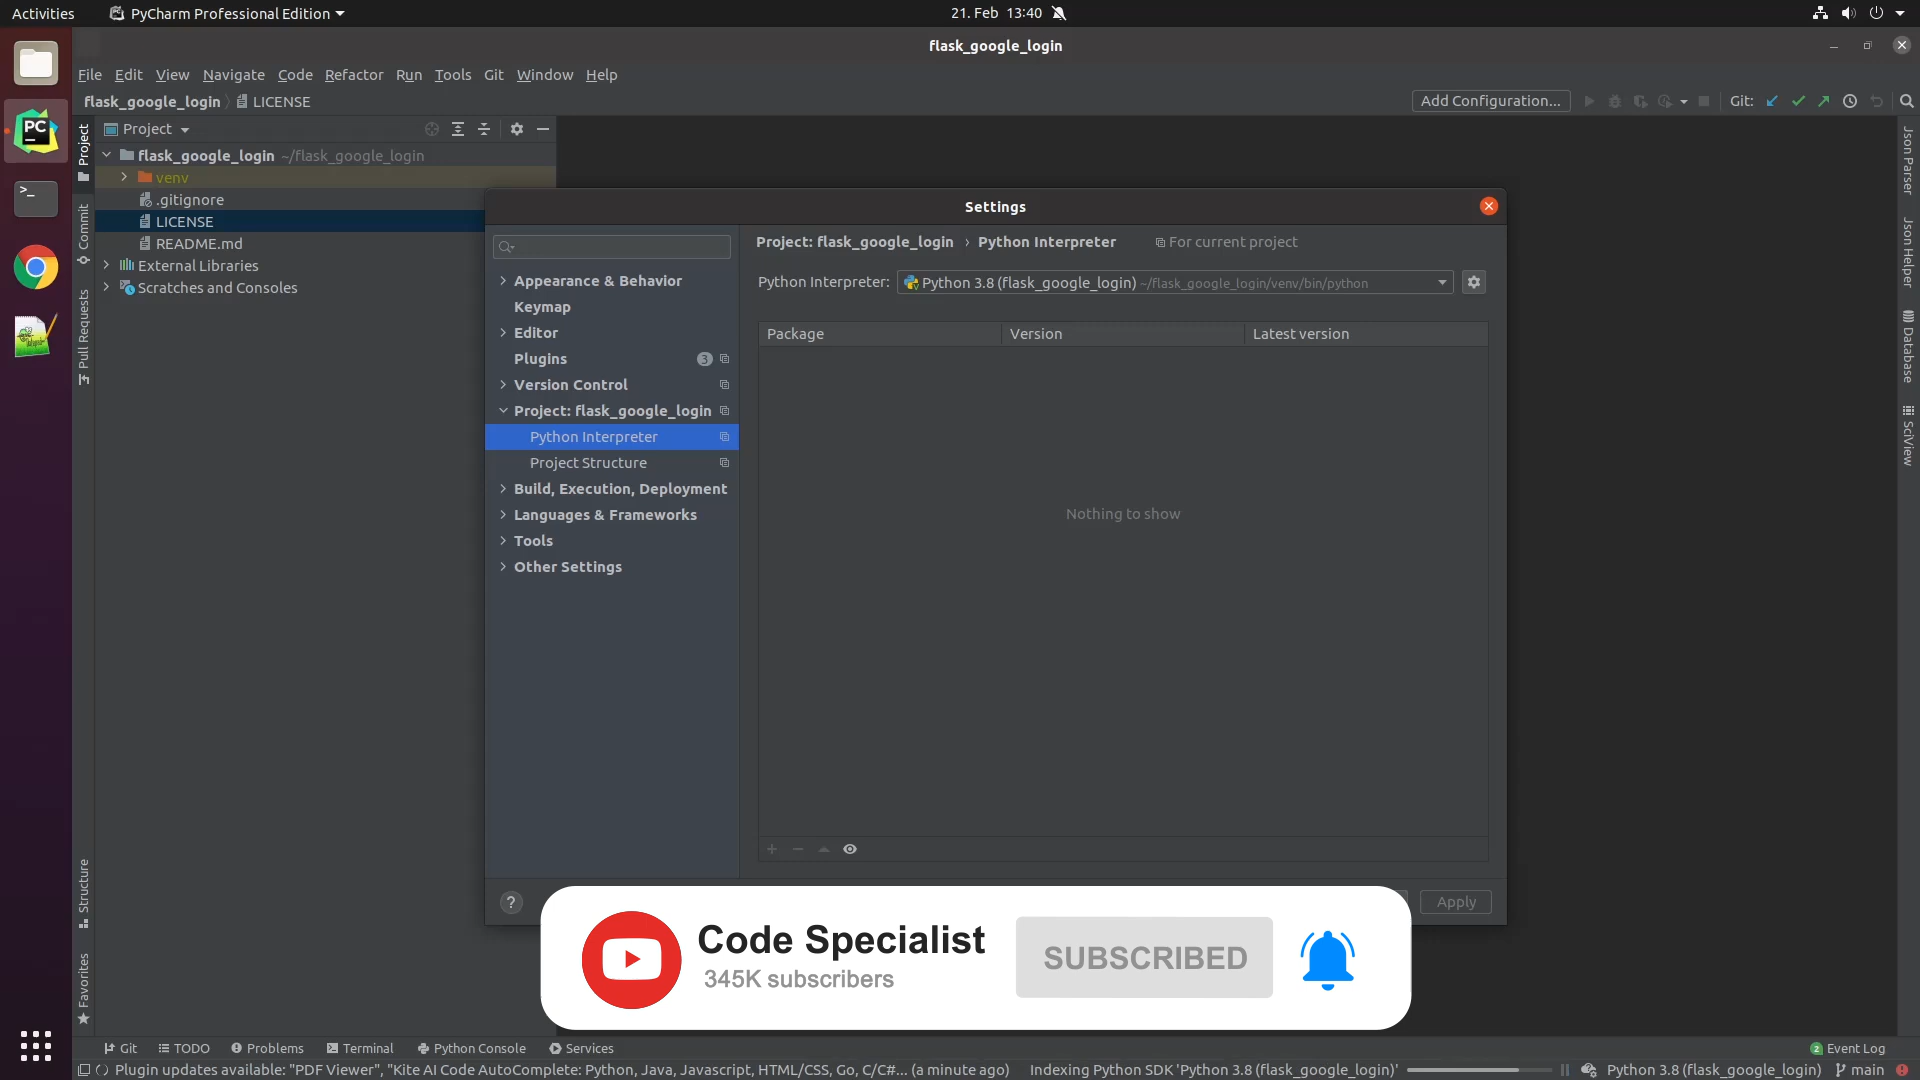 Activities PyCharm Professional Edition 21. Feb 13:40
flask_google_login
File Edit View Navigate Code Refactor Run Tools Git Window Help
flask_google_login LICENSE Add Configuration... Git:
Project
flask_google_login ~/flask_google_login
venv
.gitignore
LICENSE
README.md
External Libraries
Scratches and Consoles
Project
Commit
Pull Requests
Structure
Favorites
Settings
Appearance & Behavior
Keymap
Editor
Plugins 3
Version Control
Project: flask_google_login
Python Interpreter
Project Structure
Build, Execution, Deployment
Languages & Frameworks
Tools
Other Settings
Project: flask_google_login › Python Interpreter For current project
Python Interpreter: Python 3.8 (flask_google_login) ~/flask_google_login/venv/bin/python
Package Version Latest version
Nothing to show
? Apply
Code Specialist
345K subscribers
SUBSCRIBED
Json Parser
Json Helper
Database
SciView
Git TODO Problems Terminal Python Console Services 2 Event Log
Plugin updates available: "PDF Viewer", "Kite AI Code AutoComplete: Python, Java, Javascript, HTML/CSS, Go, C/C#... (a minute ago) Indexing Python SDK 'Python 3.8 (flask_google_login)' Python 3.8 (flask_google_login) main